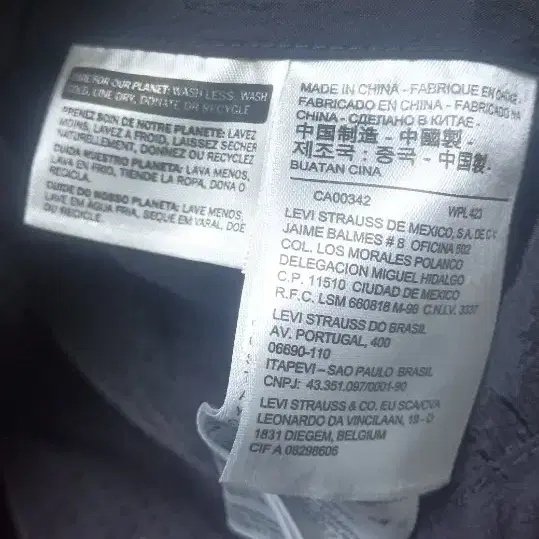 CARE FOR OUR PLANET: WASH LESS, WASH
COLD, LINE DRY, DONATE OR RECYCLE
PRENEZ SOIN DE NOTRE PLANETE: LAVEZ
MOINS, LAVEZ A FROID, LAISSEZ SECHER
NATURELLEMENT, DONNEZ OU RECYCLEZ
CUIDA NUESTRO PLANETA: LAVA MENOS,
LAVA EN FRIO, TIENDE LA ROPA, DONA O
RECICLA.
CUIDE DO NOSSO PLANETA: LAVE MENOS,
LAVE EM AGUA FRIA, SEQUE EM VARAL, DOE
OU RECICLE.
MADE IN CHINA - FABRIQUE EN CHINE -
FABRICADO EN CHINA - FABRICADO NA
CHINA - СДЕЛАНО В КИТАЕ -
中国制造 - 中國製 -
제조국 : 중국 - 中国製 -
BUATAN CINA
CA00342 WPL 423
LEVI STRAUSS DE MEXICO, S.A. DE C.V.
JAIME BALMES # 8 OFICINA 602
COL. LOS MORALES POLANCO
DELEGACION MIGUEL HIDALGO
C.P. 11510 CIUDAD DE MEXICO
R.F.C. LSM 660818 M-96 C.N.I.V. 3337
LEVI STRAUSS DO BRASIL
AV. PORTUGAL, 400
06690-110
ITAPEVI – SAO PAULO BRASIL
CNPJ: 43.351.097/0001-90
LEVI STRAUSS & CO. EU SCA/CVA
LEONARDO DA VINCILAAN, 19 - D
1831 DIEGEM, BELGIUM
CIF A 08298606